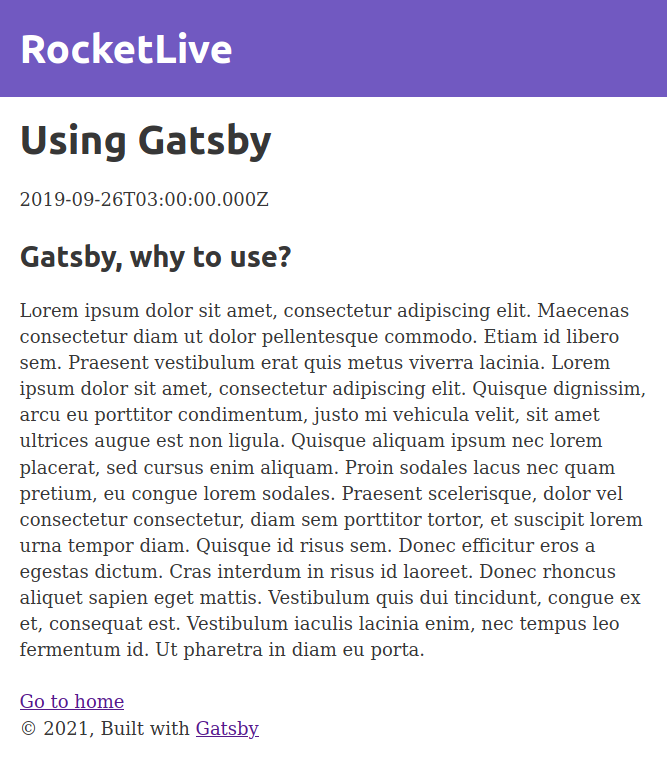 RocketLive
Using Gatsby
2019-09-26T03:00:00.000Z
Gatsby, why to use?
Lorem ipsum dolor sit amet, consectetur adipiscing elit. Maecenas
consectetur diam ut dolor pellentesque commodo. Etiam id libero
sem. Praesent vestibulum erat quis metus viverra lacinia. Lorem
ipsum dolor sit amet, consectetur adipiscing elit. Quisque dignissim,
arcu eu porttitor condimentum, justo mi vehicula velit, sit amet
ultrices augue est non ligula. Quisque aliquam ipsum nec lorem
placerat, sed cursus enim aliquam. Proin sodales lacus nec quam
pretium, eu congue lorem sodales. Praesent scelerisque, dolor vel
consectetur consectetur, diam sem porttitor tortor, et suscipit lorem
urna tempor diam. Quisque id risus sem. Donec efficitur eros a
egestas dictum. Cras interdum in risus id laoreet. Donec rhoncus
aliquet sapien eget mattis. Vestibulum quis dui tincidunt, congue ex
et, consequat est. Vestibulum iaculis lacinia enim, nec tempus leo
fermentum id. Ut pharetra in diam eu porta.
Go to home
© 2021, Built with Gatsby